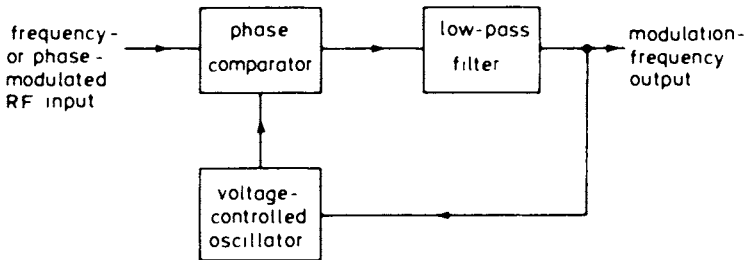 frequency-
or phase-
modulated
RF input
phase
comparator
low-pass
filter
modulation-
frequency
output
voltage-
controlled
oscillator